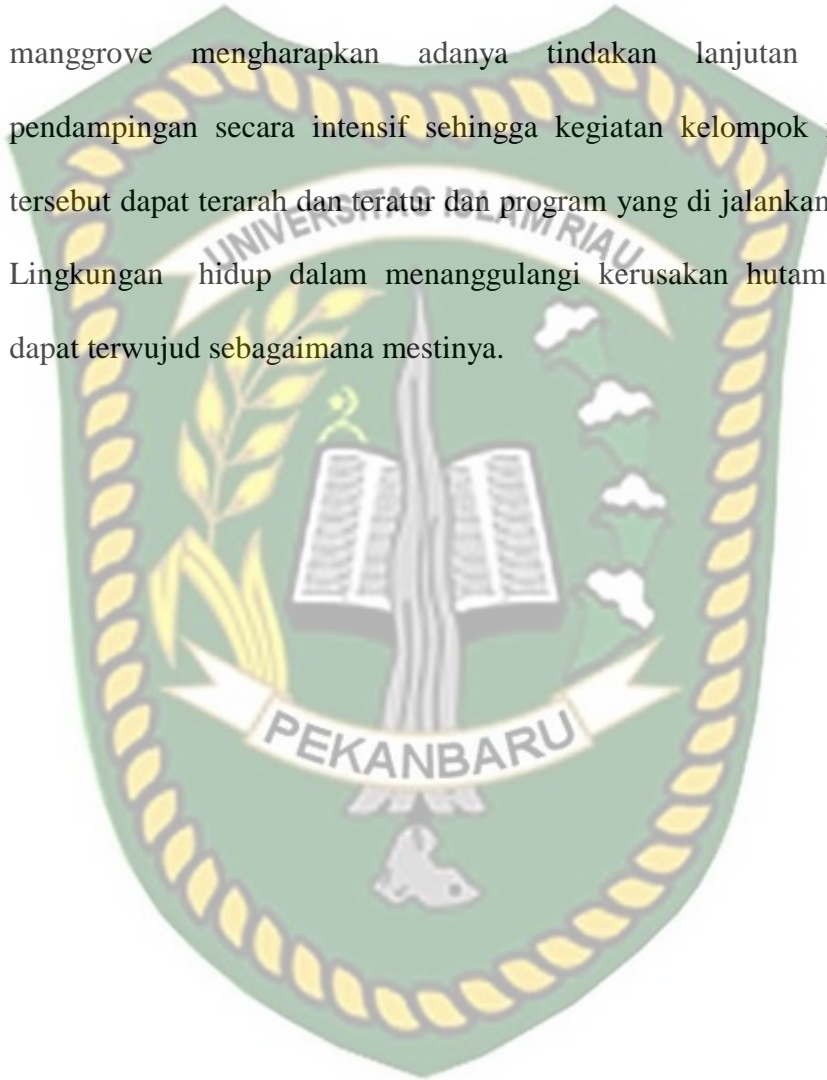 manggrove mengharapkan adanya tindakan lanjutan
pendampingan secara intensif sehingga kegiatan kelompok
tersebut dapat terarah dan teratur dan program yang di jalankan
Lingkungan hidup dalam menanggulangi kerusakan hutam
dapat terwujud sebagaimana mestinya.
UNIVERSITAS ISLAM RIAU
PEKANBARU